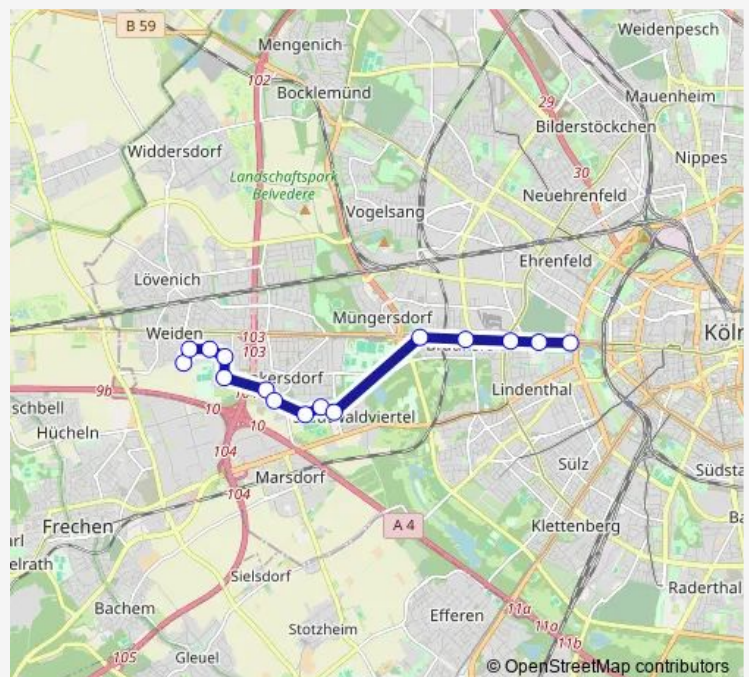 B 59
Mengenich
Weidenpesch
102
Bocklemünd
29
Mauenheim
Bilderstöckchen
Widdersdorf
30
Nippes
Landschaftspark
Belvedere
Neuehrenfeld
Vogelsang
Ehrenfeld
Lövenich
Müngersdorf
Weiden
103
103
Köln
9b
Lindenthal
schbell
10
Hücheln
10
104
Sülz
Südsta
Marsdorf
104
Frechen
A 4
Klettenberg
elrath
Sielsdorf
Raderthal
Bachem
11a
Efferen
Stotzheim
11a
11b
105
Gleuel
© OpenStreetMap contributors